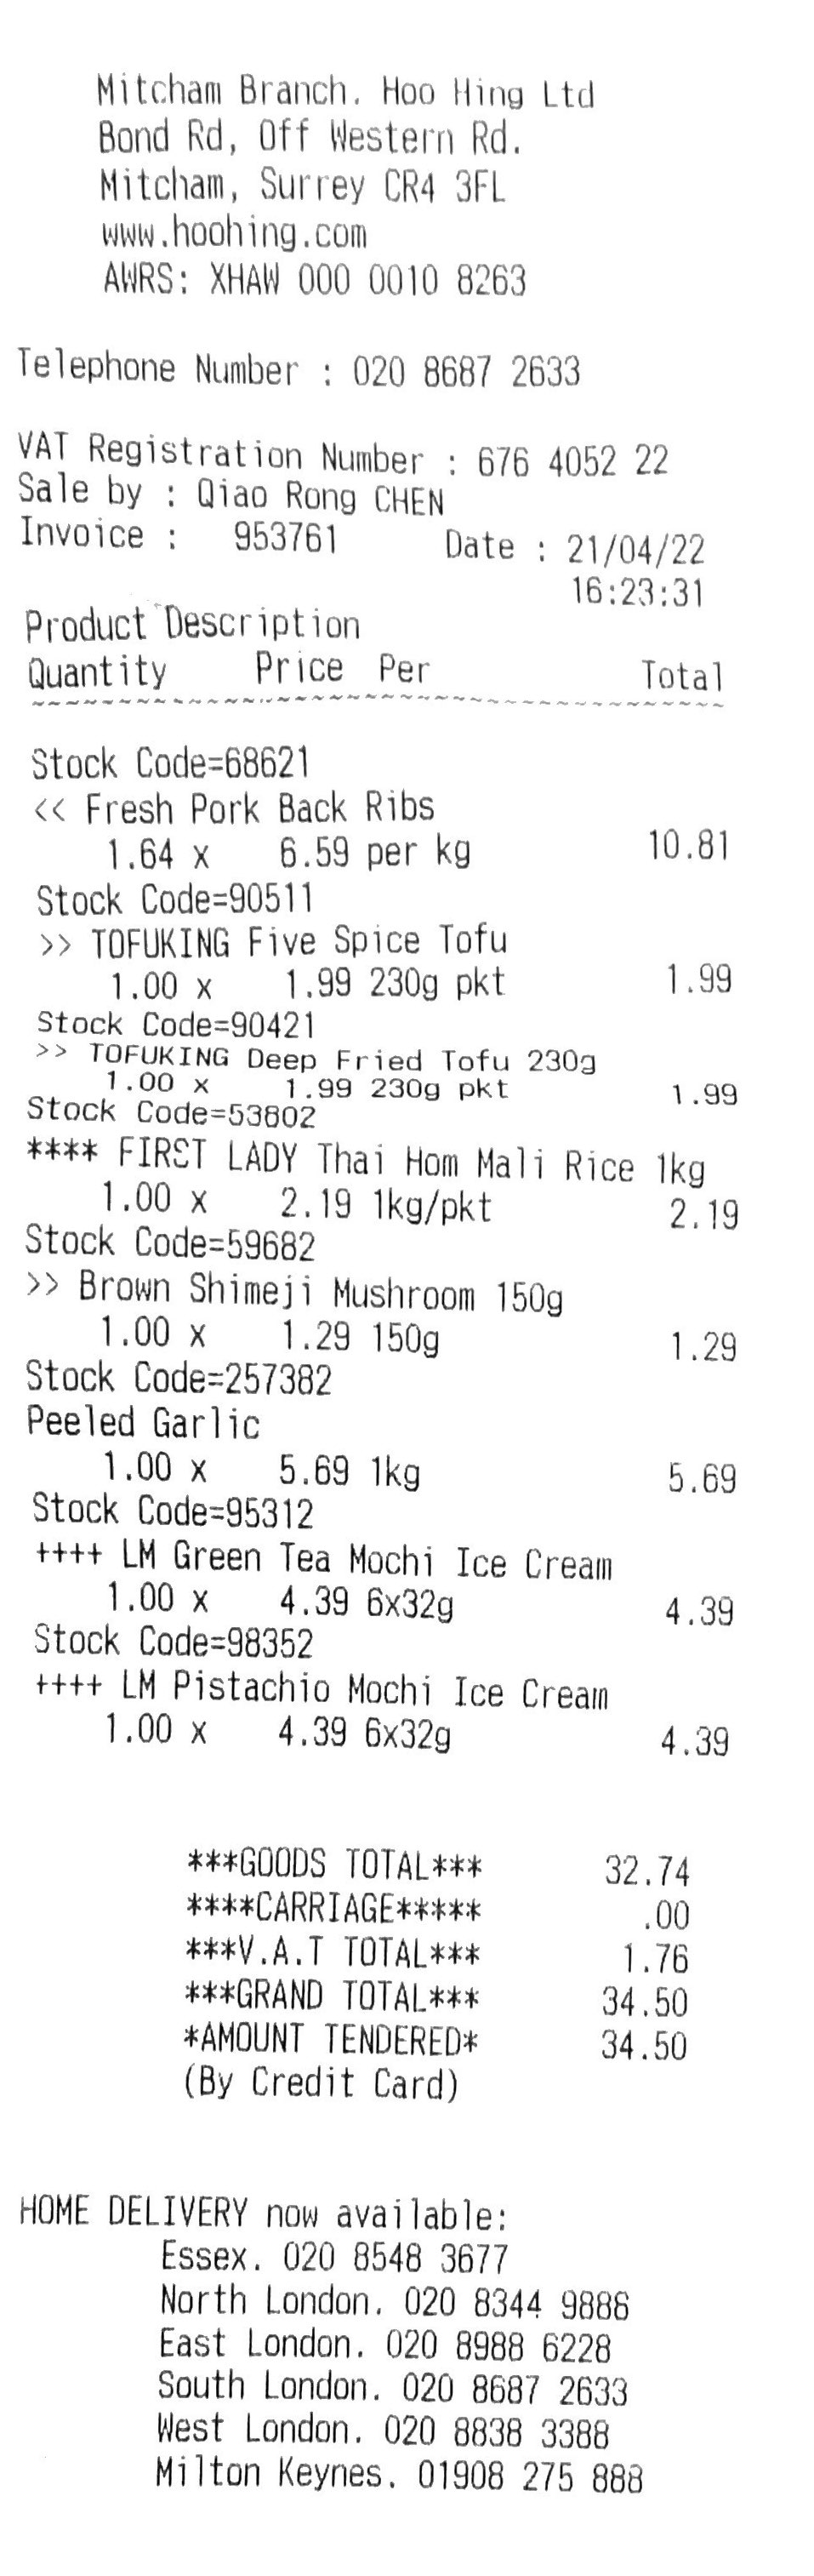 Mitcham Branch. Hoo Hing Ltd
Bond Rd, Off Western Rd.
Mitcham, Surrey CR4 3FL
www.hoohing.com
AWRS: XHAW 000 0010 8263
Telephone Number : 020 8687 2633
VAT Registration Number : 676 4052 22
Sale by : Qiao Rong CHEN
Invoice : 953761 Date : 21/04/22
16:23:31
Product Description
Quantity Price Per Total
~~~~~~~~~~~~~~~~~~~~~~~~~~~~~~~~~~~~~~~~
Stock Code=68621
<< Fresh Pork Back Ribs
1.64 x 6.59 per kg 10.81
Stock Code=90511
>> TOFUKING Five Spice Tofu
1.00 x 1.99 230g pkt 1.99
Stock Code=90421
>> TOFUKING Deep Fried Tofu 230g
1.00 x 1.99 230g pkt 1.99
Stock Code=53802
**** FIRST LADY Thai Hom Mali Rice 1kg
1.00 x 2.19 1kg/pkt 2.19
Stock Code=59682
>> Brown Shimeji Mushroom 150g
1.00 x 1.29 150g 1.29
Stock Code=257382
Peeled Garlic
1.00 x 5.69 1kg 5.69
Stock Code=95312
++++ LM Green Tea Mochi Ice Cream
1.00 x 4.39 6x32g 4.39
Stock Code=98352
++++ LM Pistachio Mochi Ice Cream
1.00 x 4.39 6x32g 4.39
***GOODS TOTAL*** 32.74
****CARRIAGE***** .00
***V.A.T TOTAL*** 1.76
***GRAND TOTAL*** 34.50
*AMOUNT TENDERED* 34.50
(By Credit Card)
HOME DELIVERY now available:
Essex. 020 8548 3677
North London. 020 8344 9886
East London. 020 8988 6228
South London. 020 8687 2633
West London. 020 8838 3388
Milton Keynes. 01908 275 888